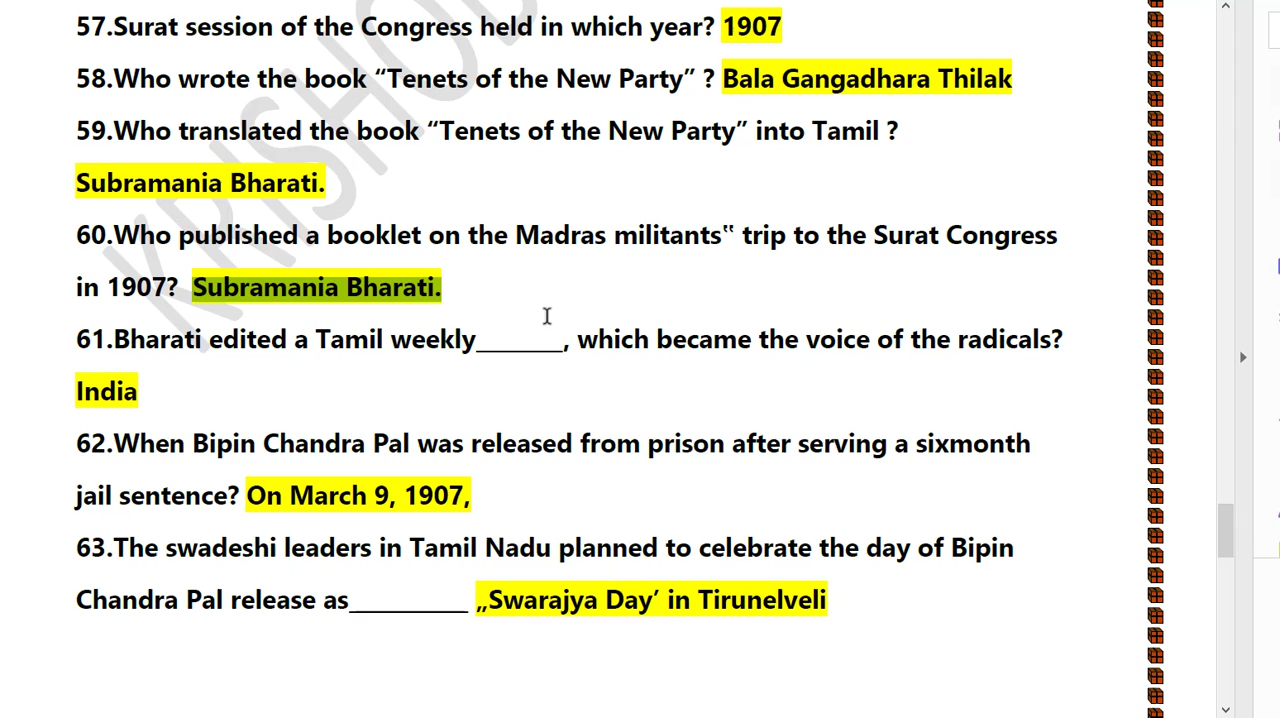 57.Surat session of the Congress held in which year? 1907
58.Who wrote the book “Tenets of the New Party” ? Bala Gangadhara Thilak
59.Who translated the book “Tenets of the New Party” into Tamil ?
Subramania Bharati.
60.Who published a booklet on the Madras militants‟ trip to the Surat Congress
in 1907? Subramania Bharati.
61.Bharati edited a Tamil weekly_______, which became the voice of the radicals?
India
62.When Bipin Chandra Pal was released from prison after serving a sixmonth
jail sentence? On March 9, 1907,
63.The swadeshi leaders in Tamil Nadu planned to celebrate the day of Bipin
Chandra Pal release as__________ „Swarajya Day’ in Tirunelveli
KRISHOB